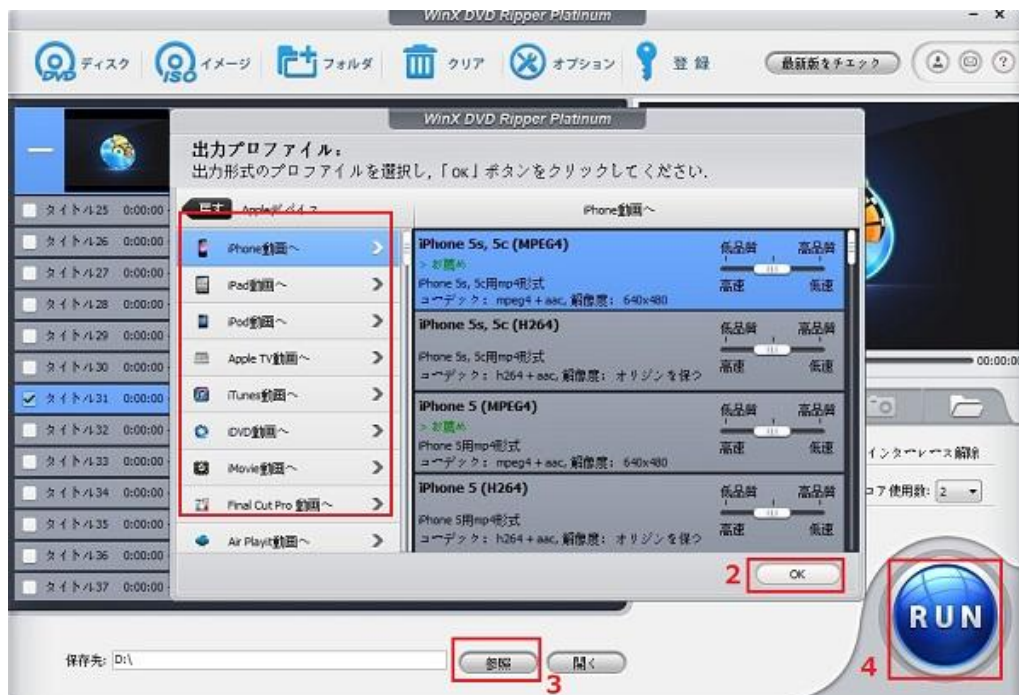 WinX DVD Ripper Platinum
DVD ディスク ISO イメージ フォルダ クリア オプション 登録 最新版をチェック
WinX DVD Ripper Platinum
出力プロファイル：
出力形式のプロファイルを選択し,「OK」ボタンをクリックしてください.
戻す Appleデバイス iPhone動画へ
タイトル25 0:00:00
タイトル26 0:00:00
タイトル27 0:00:00
タイトル28 0:00:00
タイトル29 0:00:00
タイトル30 0:00:00
タイトル31 0:00:00
タイトル32 0:00:00
タイトル33 0:00:00
タイトル34 0:00:00
タイトル35 0:00:00
タイトル36 0:00:00
タイトル37 0:00:00
iPhone動画へ
iPad動画へ
iPod動画へ
Apple TV動画へ
iTunes動画へ
iDVD動画へ
iMovie動画へ
Final Cut Pro 動画へ
Air Playit動画へ
iPhone 5s, 5c (MPEG4) 低品質 高品質
> お薦め
iPhone 5s, 5c用mp4形式 高速 低速
コーデック: mpeg4 + aac, 解像度: 640x480
iPhone 5s, 5c (H264) 低品質 高品質
iPhone 5s, 5c用mp4形式 高速 低速
コーデック: h264 + aac, 解像度: オリジンを保つ
iPhone 5 (MPEG4) 低品質 高品質
> お薦め
iPhone 5用mp4形式 高速 低速
コーデック: mpeg4 + aac, 解像度: 640x480
iPhone 5 (H264) 低品質 高品質
iPhone 5用mp4形式 高速 低速
コーデック: h264 + aac, 解像度: オリジンを保つ
2 OK
00:00:0
インターレース解除
コア使用数: 2
RUN
4
保存先: D:\ 参照 開く
3